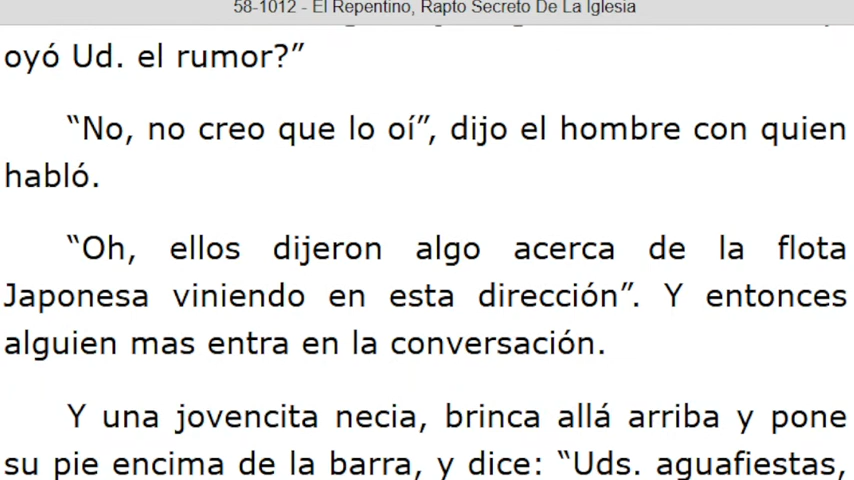 58-1012 - El Repentino, Rapto Secreto De La Iglesia
oyó Ud. el rumor?”
“No, no creo que lo oí”, dijo el hombre con quien
habló.
“Oh, ellos dijeron algo acerca de la flota
Japonesa viniendo en esta dirección”. Y entonces
alguien mas entra en la conversación.
Y una jovencita necia, brinca allá arriba y pone
su pie encima de la barra, y dice: “Uds. aguafiestas,